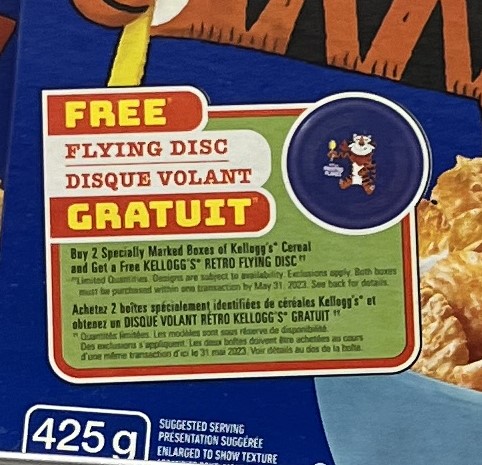 FREE*
FLYING DISC
DISQUE VOLANT
GRATUIT
Buy 2 Specially Marked Boxes of Kellogg's* Cereal
and Get a Free KELLOGG'S* RETRO FLYING DISC
Limited Quantities. Designs are subject to availability. Exclusions apply. Both boxes
must be purchased within one transaction by May 31, 2023. See back for details.
Achetez 2 boîtes spécialement identifiées de céréales Kellogg's* et
obtenez un DISQUE VOLANT RÉTRO KELLOGG'S* GRATUIT
Quantités limitées. Les modèles sont sous réserve de disponibilité.
Des exclusions s'appliquent. Les deux boîtes doivent être achetées au cours
d'une même transaction d'ici le 31 mai 2023. Voir détails au dos de la boîte.
425 g
SUGGESTED SERVING
PRÉSENTATION SUGGÉRÉE
ENLARGED TO SHOW TEXTURE